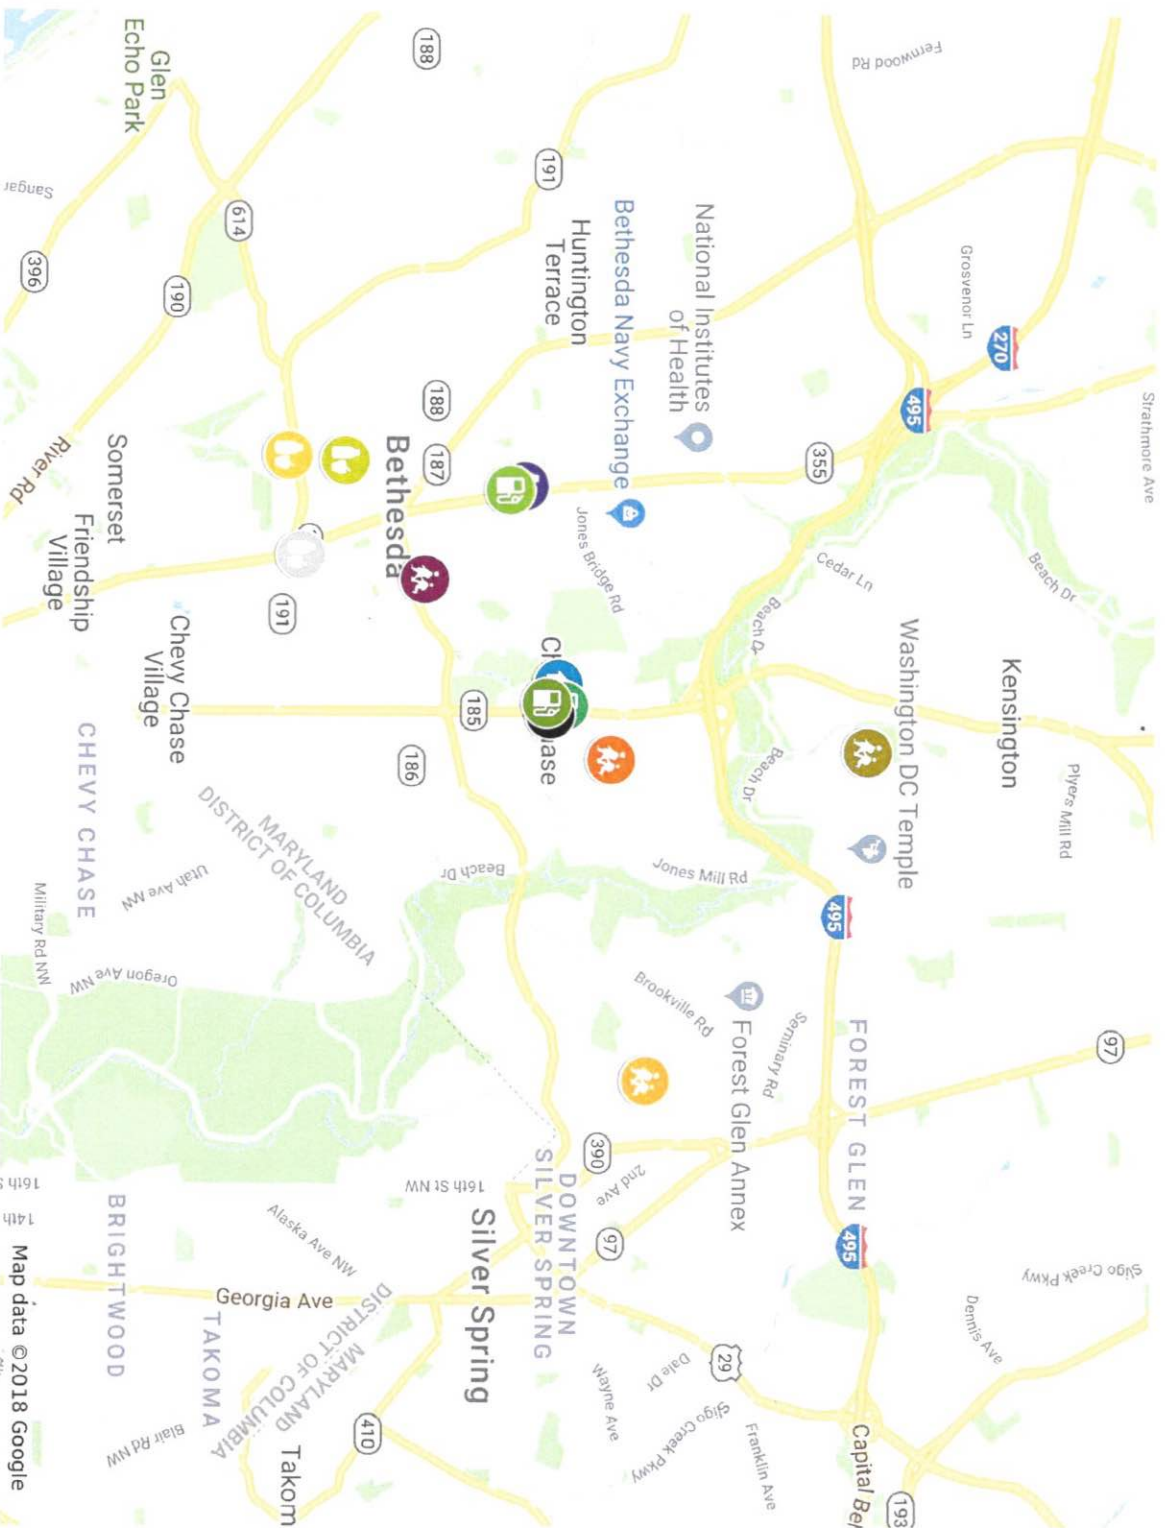 Strathmore Ave
97
Plyers Mill Rd
Beach Dr
Sligo Creek Pkwy
Kensington
270
Grosvenor Ln
Dennis Ave
495
Fernwood Rd
Washington DC Temple
193
FOREST GLEN
495
Capital Be
Cedar Ln
495
355
Seminary Rd
Beach Dr
Beach Dr
Forest Glen Annex
Franklin Ave
29
National Institutes
of Health
Jones Mill Rd
Brookville Rd
Sligo Creek Pkwy
Dale Dr
Bethesda Navy Exchange
Jones Bridge Rd
2nd Ave
97
390
Wayne Ave
Huntington
Terrace
191
Ch
ase
DOWNTOWN
SILVER SPRING
Silver Spring
185
Beach Dr
16th St NW
188
188
187
186
Bethesda
410
MARYLAND
DISTRICT OF COLUMBIA
Alaska Ave NW
Georgia Ave
MARYLAND
DISTRICT OF COLUMBIA
Takom
191
614
190
Utah Ave NW
TAKOMA
Chevy Chase
Village
Glen
Echo Park
Oregon Ave NW
Blair Rd NW
Somerset
Friendship
Village
CHEVY CHASE
BRIGHTWOOD
River Rd
Military Rd NW
Sangar
396
16th S
14th
Map data ©2018 Google